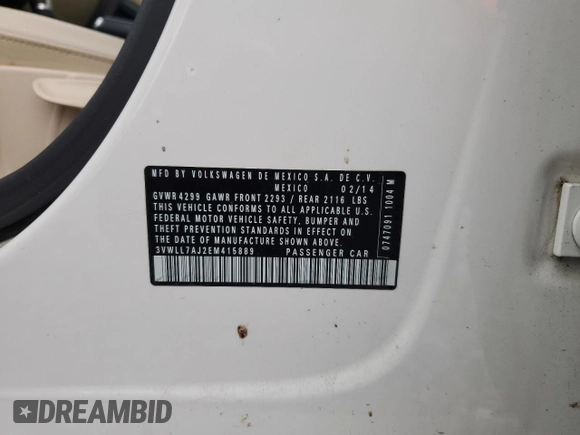 MFD BY VOLKSWAGEN DE MEXICO S.A. DE C.V.
MEXICO 02/14
GVWR 4299 GAWR FRONT 2293 / REAR 2116 LBS
THIS VEHICLE CONFORMS TO ALL APPLICABLE U.S.
FEDERAL MOTOR VEHICLE SAFETY, BUMPER AND
THEFT PREVENTION STANDARDS IN EFFECT
ON THE DATE OF MANUFACTURE SHOWN ABOVE.
3VWLL7AJ2EM415889 PASSENGER CAR
0747091 1004 M
DREAMBID